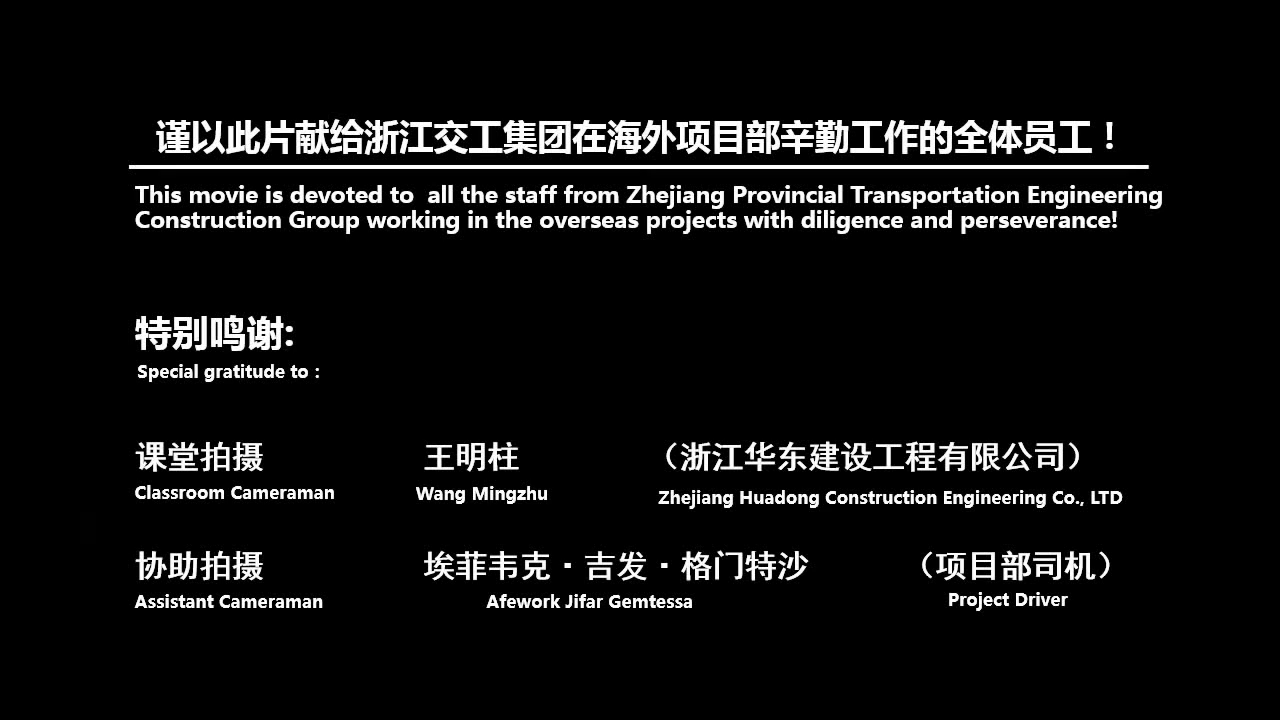 谨以此片献给浙江交工集团在海外项目部辛勤工作的全体员工！
This movie is devoted to  all the staff from Zhejiang Provincial Transportation Engineering
Construction Group working in the overseas projects with diligence and perseverance!
特别鸣谢:
Special gratitude to :
课堂拍摄 王明柱 （浙江华东建设工程有限公司）
Classroom Cameraman Wang Mingzhu Zhejiang Huadong Construction Engineering Co., LTD
协助拍摄 埃菲韦克·吉发·格门特沙 （项目部司机）
Assistant Cameraman Afework Jifar Gemtessa Project Driver